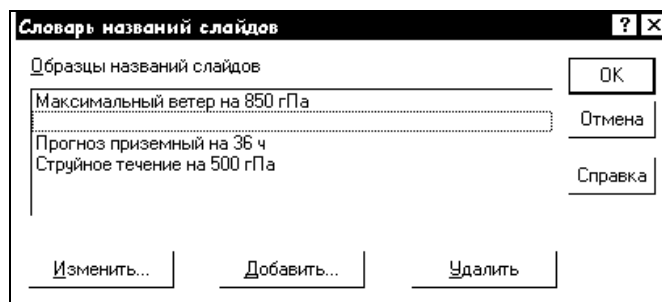 Словарь названий слайдов
? ×
Образцы названий слайдов
OK
Максимальный ветер на 850 гПа
Отмена
Прогноз приземный на 36 ч
Струйное течение на 500 гПа
Справка
Изменить... Добавить... Удалить